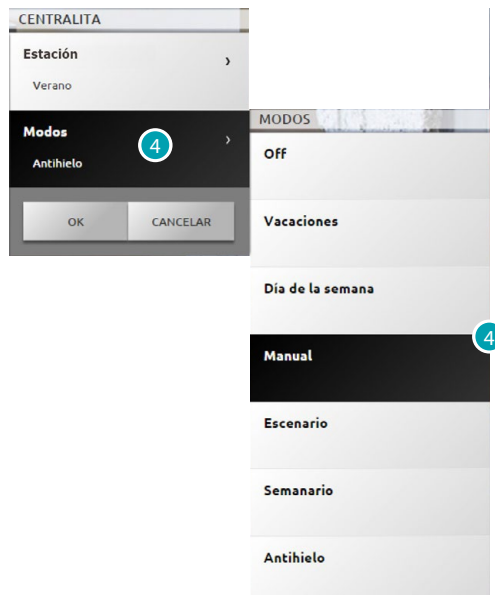 CENTRALITA
Estación
Verano
Modos
Antihielo
4
OK
CANCELAR
MODOS
Off
Vacaciones
Día de la semana
4
Manual
Escenario
Semanario
Antihielo